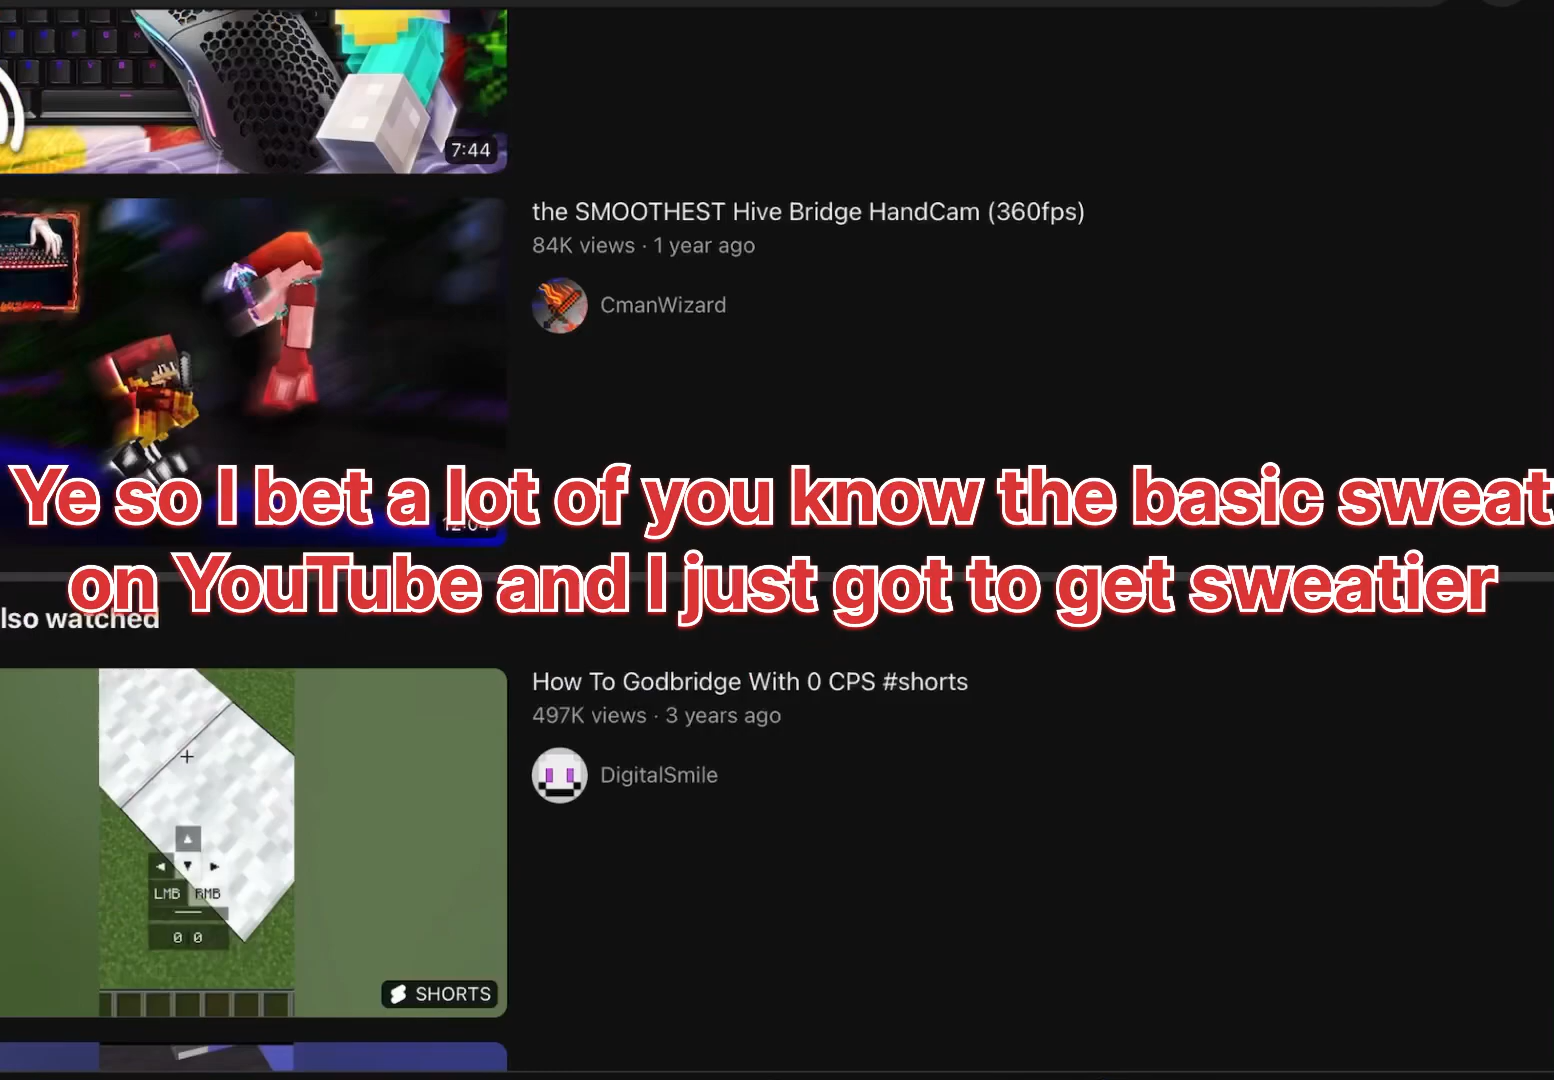 7:44
the SMOOTHEST Hive Bridge HandCam (360fps)
84K views · 1 year ago
CmanWizard
Ye so I bet a lot of you know the basic sweat
12:04
on YouTube and I just got to get sweatier
lso watched
How To Godbridge With 0 CPS #shorts
497K views · 3 years ago
DigitalSmile
LMB RMB
0 0
SHORTS